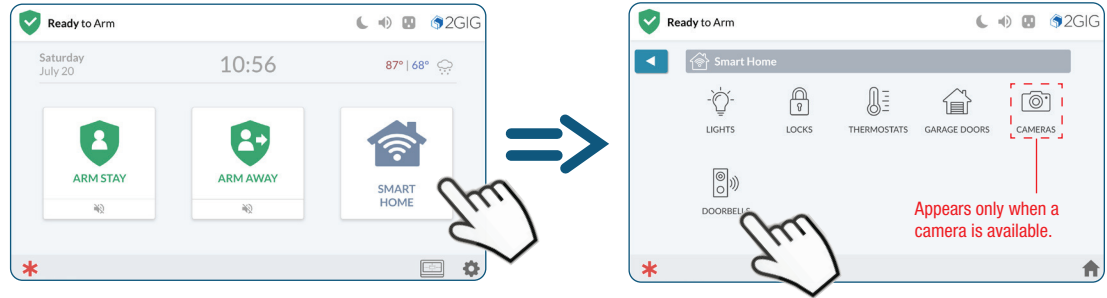 Ready to Arm
2GIG
Saturday
July 20
10:56
87° | 68°
ARM STAY
ARM AWAY
SMART
HOME
Ready to Arm
2GIG
Smart Home
LIGHTS
LOCKS
THERMOSTATS
GARAGE DOORS
CAMERAS
DOORBELLS
Appears only when a
camera is available.